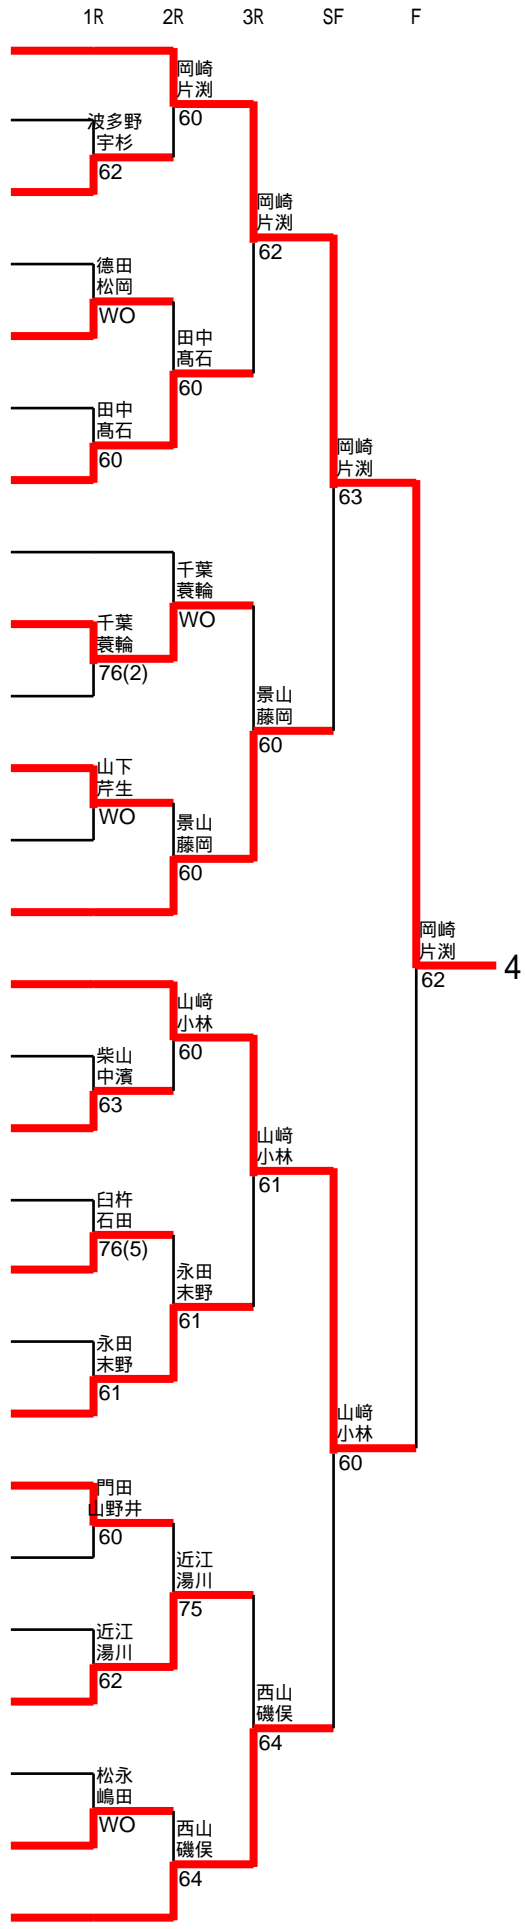 1R 2R 3R SF F
岡崎
片渕
60
波多野
宇杉
62
岡崎
片渕
62
徳田
松岡
WO
田中
髙石
60
田中
髙石
60
岡崎
片渕
63
千葉
蓑輪
WO
千葉
蓑輪
76(2)
景山
藤岡
60
山下
芹生
WO
景山
藤岡
60
岡崎
片渕
62
4
山﨑
小林
60
柴山
中濱
63
山﨑
小林
61
臼杵
石田
76(5)
永田
末野
61
永田
末野
61
山﨑
小林
60
門田
山野井
60
近江
湯川
75
近江
湯川
62
西山
磯俣
64
松永
嶋田
WO
西山
磯俣
64